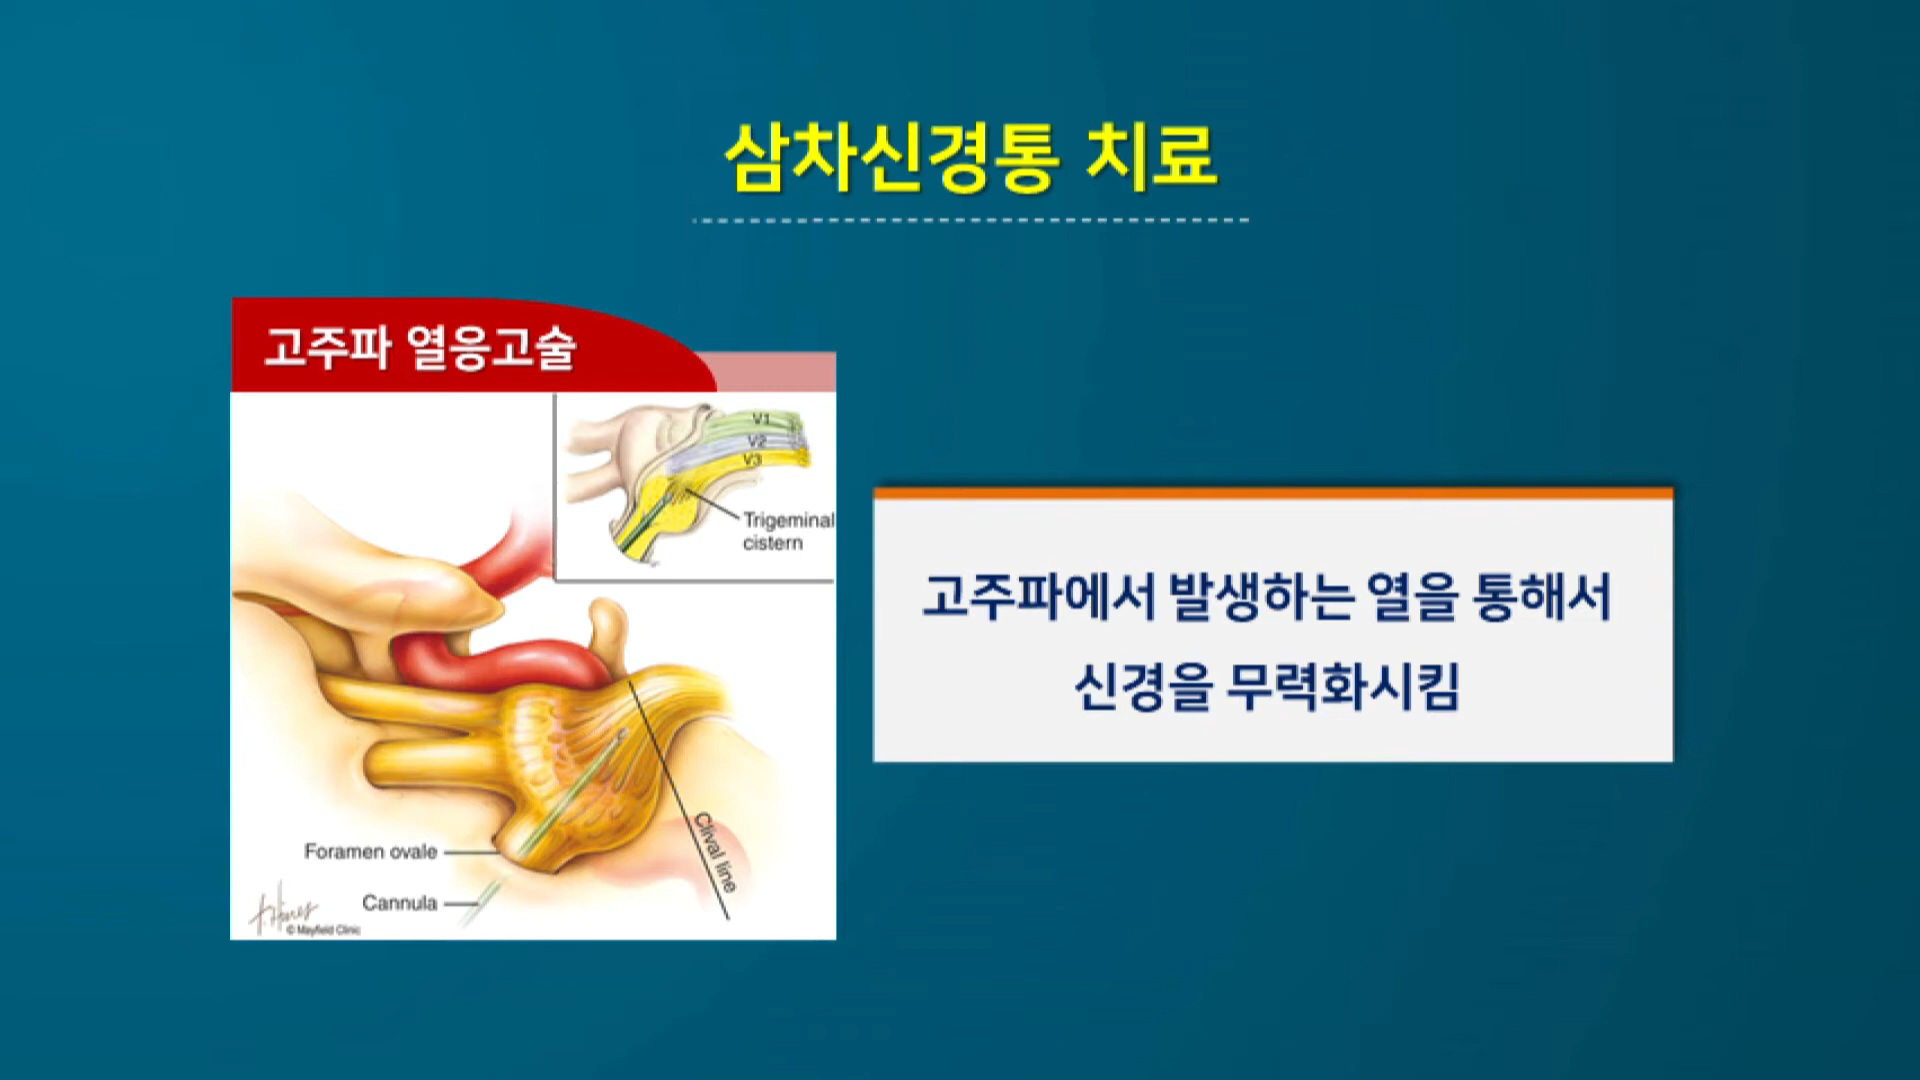 삼차신경통 치료
고주파 열응고술
V1
V2
V3
Trigeminal
cistern
고주파에서 발생하는 열을 통해서
신경을 무력화시킴
Clival line
Foramen ovale
Cannula
© Mayfield Clinic